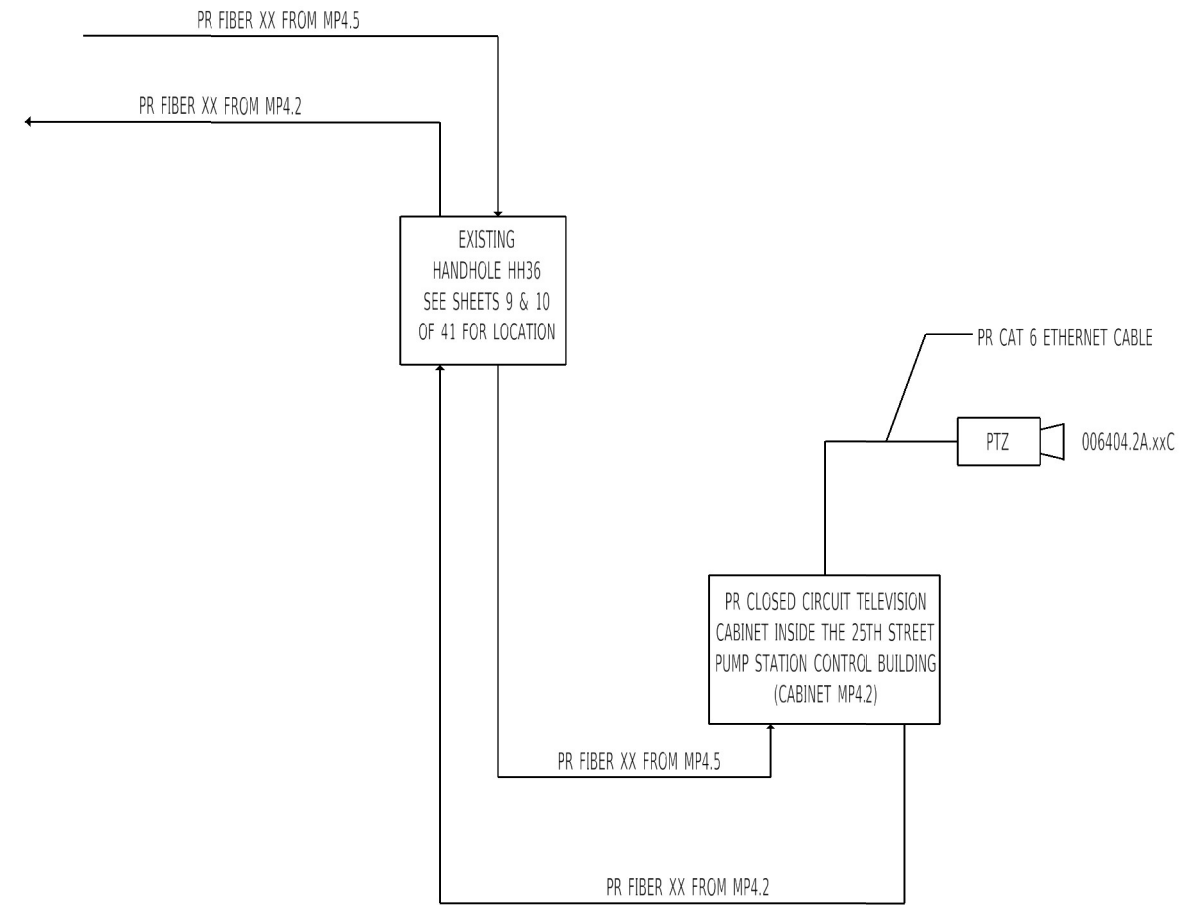 PR FIBER XX FROM MP4.5
PR FIBER XX FROM MP4.2
EXISTING
HANDHOLE HH36
SEE SHEETS 9 & 10
OF 41 FOR LOCATION
PR CAT 6 ETHERNET CABLE
PTZ
006404.2A.xxC
PR CLOSED CIRCUIT TELEVISION
CABINET INSIDE THE 25TH STREET
PUMP STATION CONTROL BUILDING
(CABINET MP4.2)
PR FIBER XX FROM MP4.5
PR FIBER XX FROM MP4.2